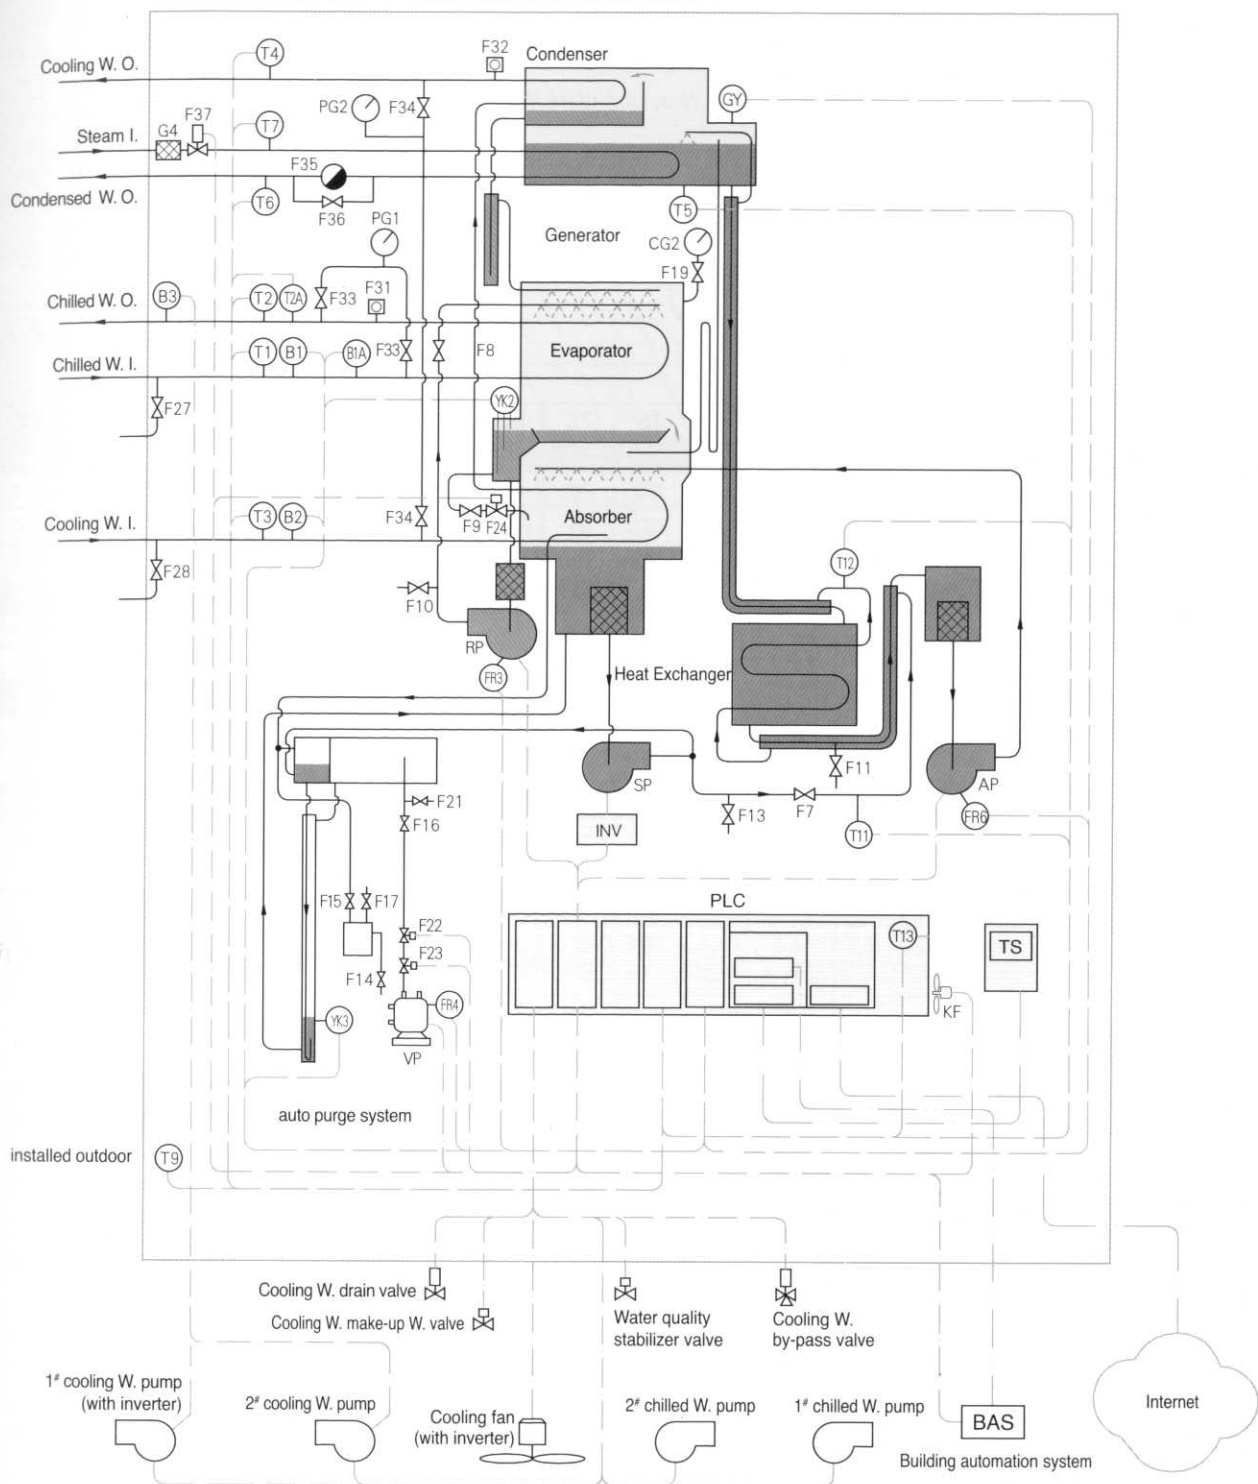 Condenser
F32
Cooling W. O.
T4
PG2
F34
GY
F37
G4
Steam I.
T7
F35
Condensed W. O.
T6
F36
T5
PG1
Generator
CG2
F19
B3
Chilled W. O.
T2
T2A
F33
F31
Chilled W. I.
T1
B1
B1A
F33
F8
Evaporator
F27
YK2
Cooling W. I.
T3
B2
F34
F9
F24
Absorber
F28
F10
T12
RP
FR3
Heat Exchanger
SP
F11
AP
F21
F16
INV
F13
F7
T11
FR6
F15
F17
PLC
F22
T13
TS
F23
F14
FR4
KF
YK3
VP
auto purge system
installed outdoor
T9
Cooling W. drain valve
Cooling W. make-up W. valve
Water quality
stabilizer valve
Cooling W.
by-pass valve
1# cooling W. pump
(with inverter)
2# cooling W. pump
Cooling fan
(with inverter)
2# chilled W. pump
1# chilled W. pump
BAS
Building automation system
Internet